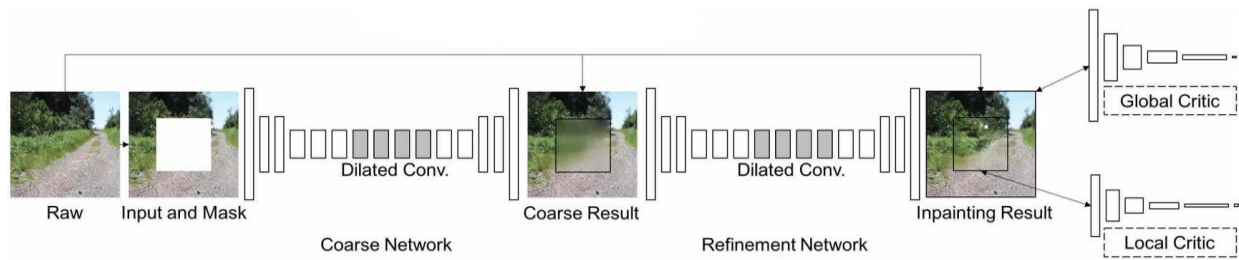 Raw
Input and Mask
Dilated Conv.
Coarse Network
Coarse Result
Dilated Conv.
Refinement Network
Inpainting Result
Global Critic
Local Critic